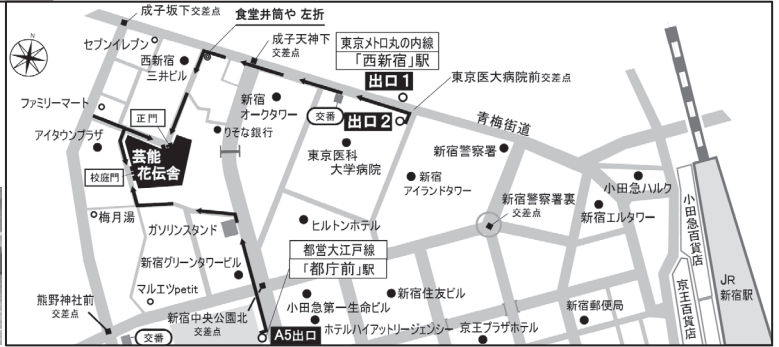 成子坂下
交差点
食堂井筒や 左折
成子天神下
交差点
セブンイレブン
西新宿
三井ビル
東京メトロ丸の内線
「西新宿」駅
出口1
東京医大病院前交差点
ファミリーマート
正門
新宿
オークタワー
交番
出口2
青梅街道
アイタウンプラザ
りそな銀行
芸能
花伝舎
校庭門
東京医科
大学病院
新宿警察署
新宿
アイランドタワー
新宿警察署裏
交差点
小田急ハルク
新宿エルタワー
小田急百貨店
梅月湯
ガソリンスタンド
ヒルトンホテル
都営大江戸線
「都庁前」駅
新宿グリーンタワービル
マルエツpetit
熊野神社前
交差点
交番
新宿中央公園北
交差点
A5出口
小田急第一生命ビル
新宿住友ビル
ホテルハイアットリージェンシー
京王プラザホテル
新宿郵便局
京王百貨店
JR
新宿駅